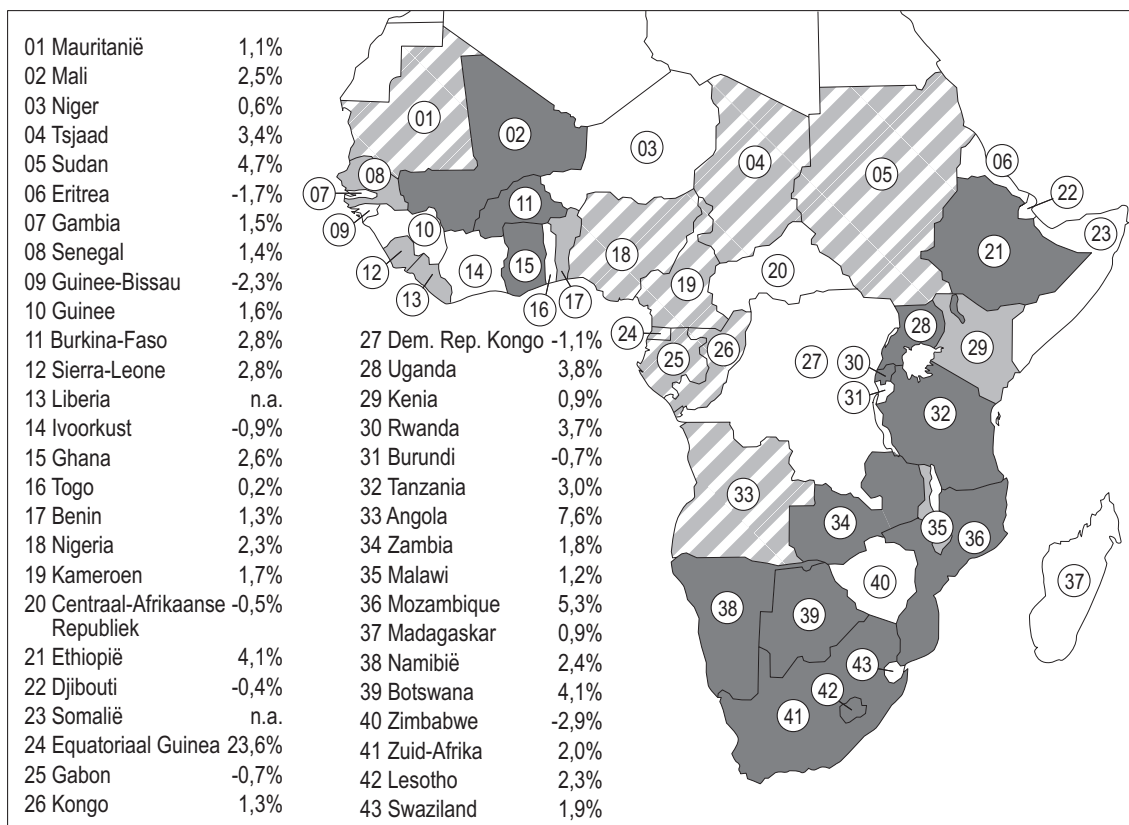 01 Mauritanië 1,1%
02 Mali 2,5%
03 Niger 0,6%
04 Tsjaad 3,4%
05 Sudan 4,7%
06 Eritrea -1,7%
07 Gambia 1,5%
08 Senegal 1,4%
09 Guinee-Bissau -2,3%
10 Guinee 1,6%
11 Burkina-Faso 2,8%
12 Sierra-Leone 2,8%
13 Liberia n.a.
14 Ivoorkust -0,9%
15 Ghana 2,6%
16 Togo 0,2%
17 Benin 1,3%
18 Nigeria 2,3%
19 Kameroen 1,7%
20 Centraal-Afrikaanse -0,5%
Republiek
21 Ethiopië 4,1%
22 Djibouti -0,4%
23 Somalië n.a.
24 Equatoriaal Guinea 23,6%
25 Gabon -0,7%
26 Kongo 1,3%
27 Dem. Rep. Kongo -1,1%
28 Uganda 3,8%
29 Kenia 0,9%
30 Rwanda 3,7%
31 Burundi -0,7%
32 Tanzania 3,0%
33 Angola 7,6%
34 Zambia 1,8%
35 Malawi 1,2%
36 Mozambique 5,3%
37 Madagaskar 0,9%
38 Namibië 2,4%
39 Botswana 4,1%
40 Zimbabwe -2,9%
41 Zuid-Afrika 2,0%
42 Lesotho 2,3%
43 Swaziland 1,9%
01
02
03
04
05
06
07
08
09
10
11
12
13
14
15
16
17
18
19
20
21
22
23
24
25
26
27
28
29
30
31
32
33
34
35
36
37
38
39
40
41
42
43